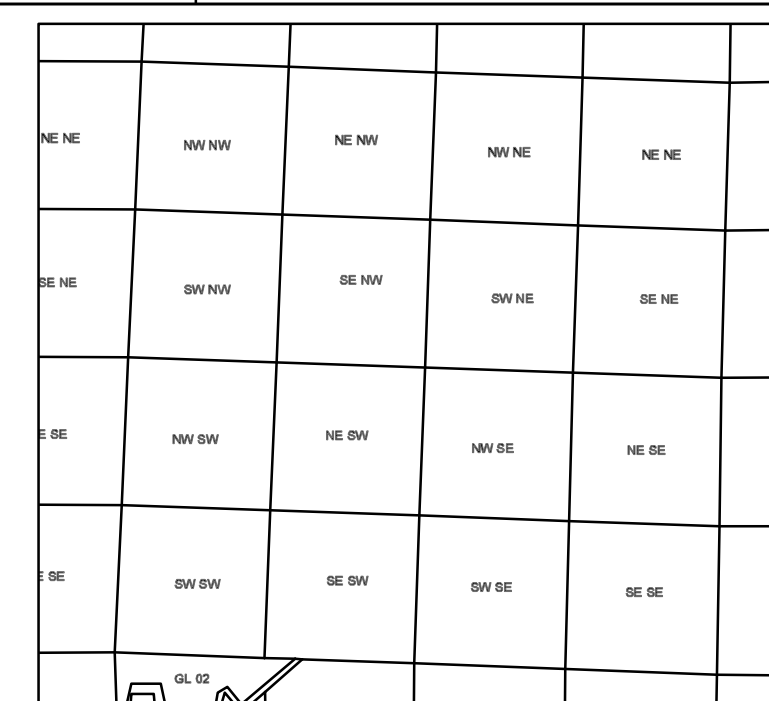 NE NE NW NW NE NW NW NE NE NE
SE NE SW NW SE NW SW NE SE NE
E SE NW SW NE SW NW SE NE SE
E SE SW SW SE SW SW SE SE SE
GL 02